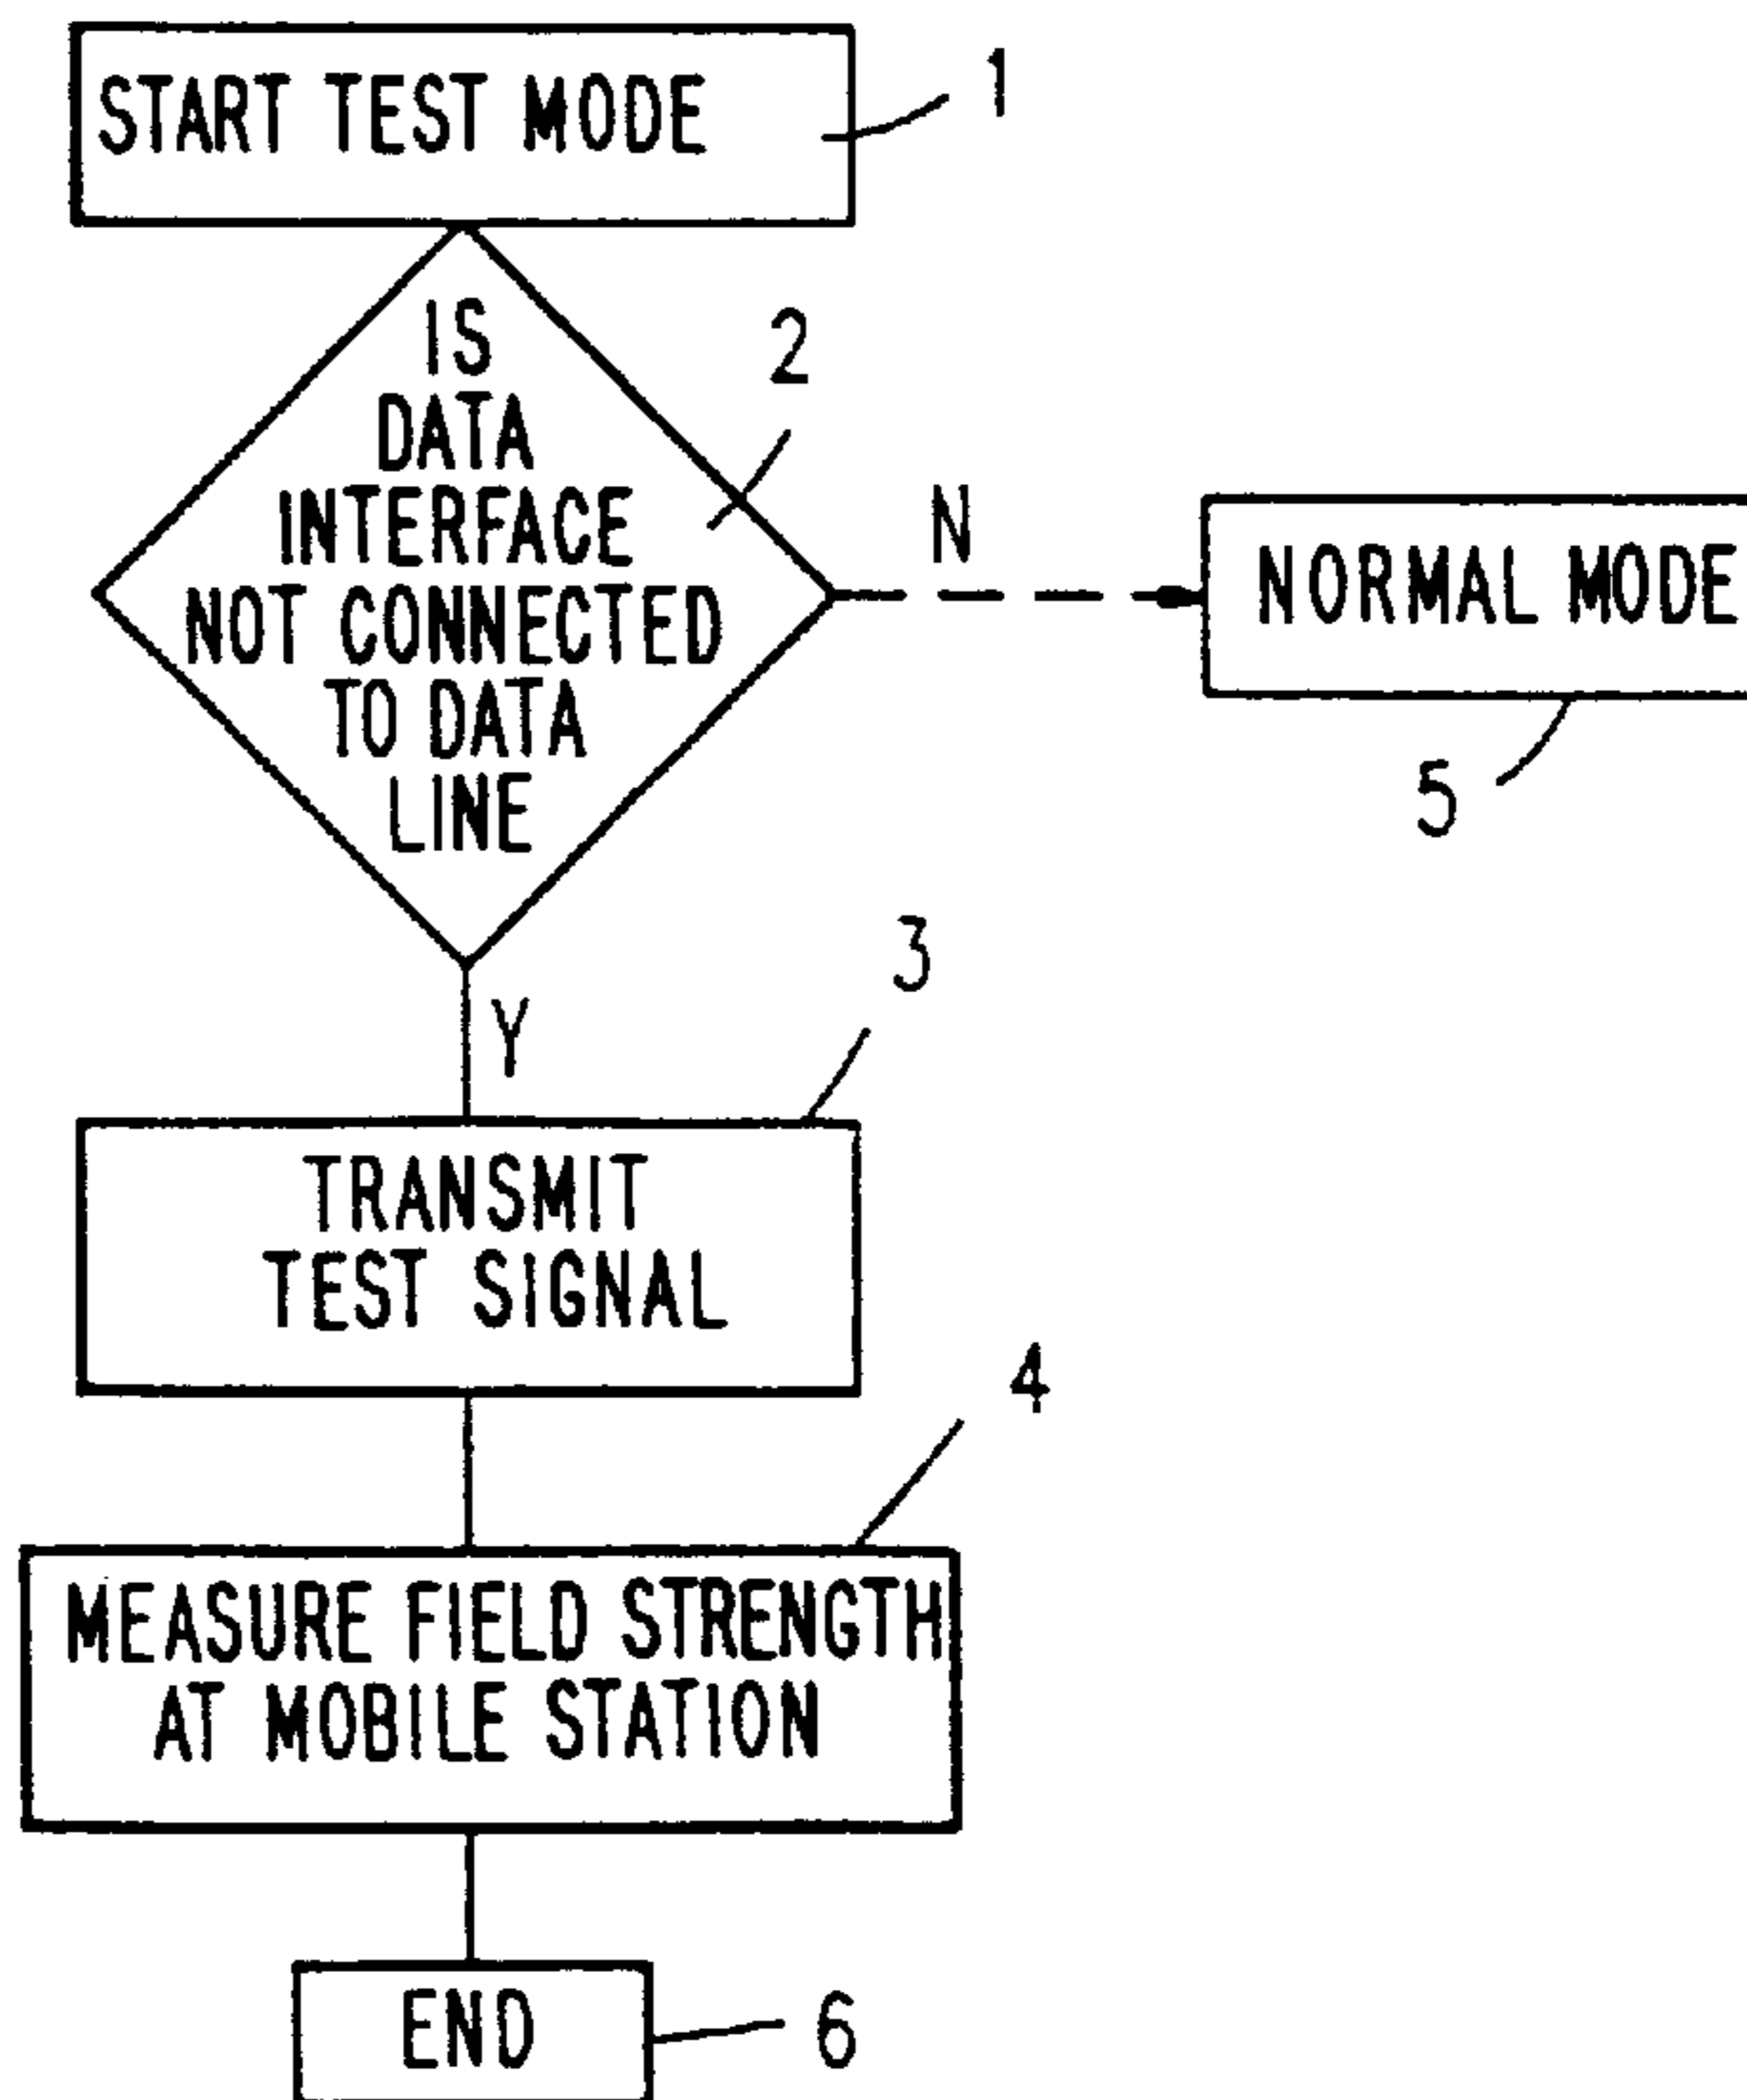 START TEST MODE
1
IS
DATA
INTERFACE
NOT CONNECTED
TO DATA
LINE
2
N
NORMAL MODE
5
Y
3
TRANSMIT
TEST SIGNAL
4
MEASURE FIELD STRENGTH
AT MOBILE STATION
END
6